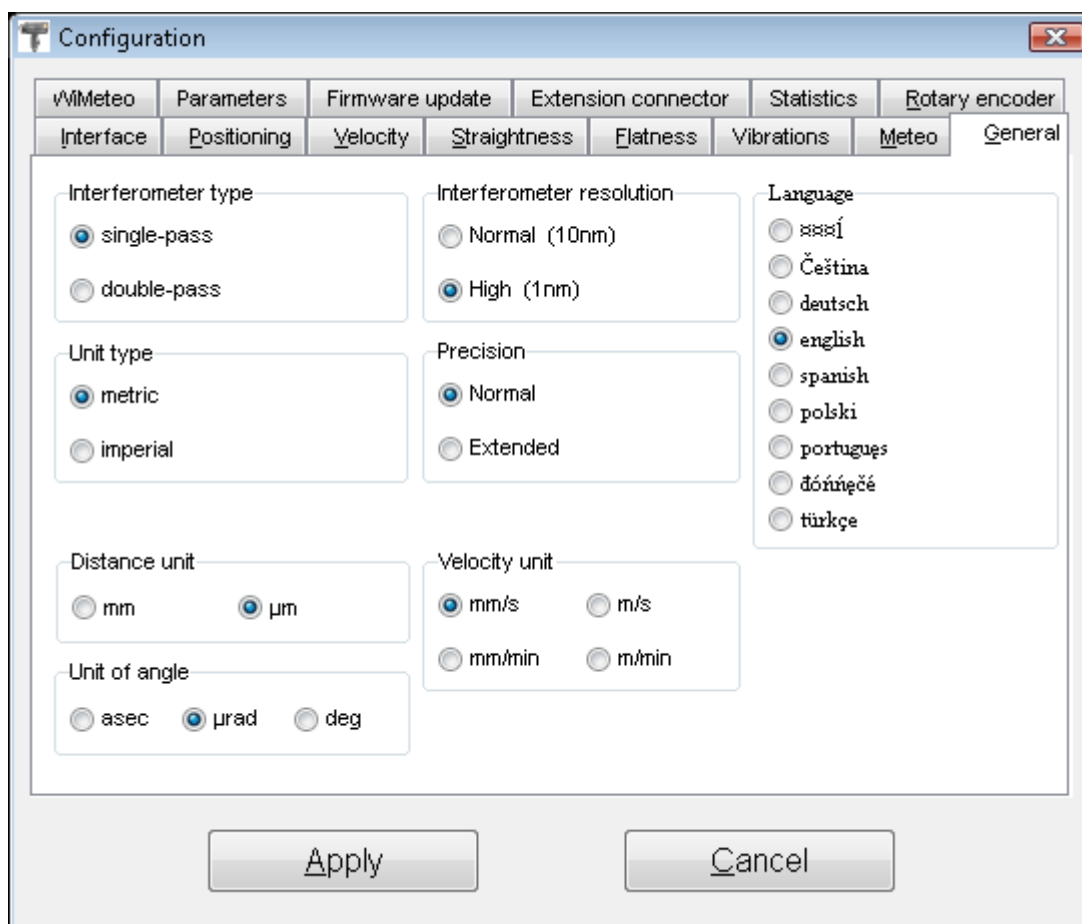 Configuration
WiMeteo Parameters Firmware update Extension connector Statistics Rotary encoder
Interface Positioning Velocity Straightness Flatness Vibrations Meteo General
Interferometer type
single-pass
double-pass
Interferometer resolution
Normal (10nm)
High (1nm)
Language
¤¤¤Í
Čeština
deutsch
english
spanish
polski
portuguęs
đóńńęčé
türkçe
Unit type
metric
imperial
Precision
Normal
Extended
Distance unit
mm µm
Velocity unit
mm/s m/s
mm/min m/min
Unit of angle
asec µrad deg
Apply Cancel